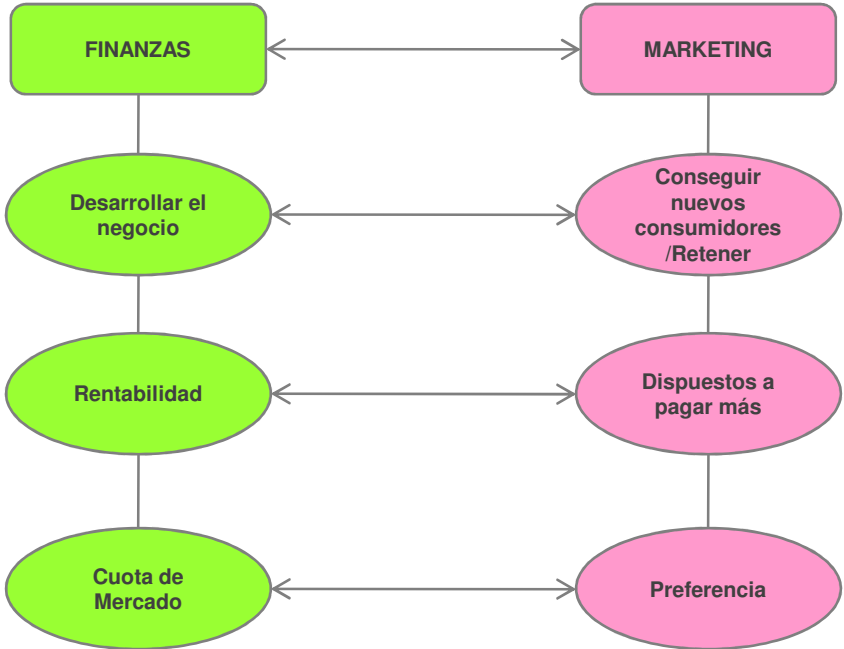 FINANZAS
MARKETING
Desarrollar el
negocio
Conseguir
nuevos
consumidores
/Retener
Rentabilidad
Dispuestos a
pagar más
Cuota de
Mercado
Preferencia